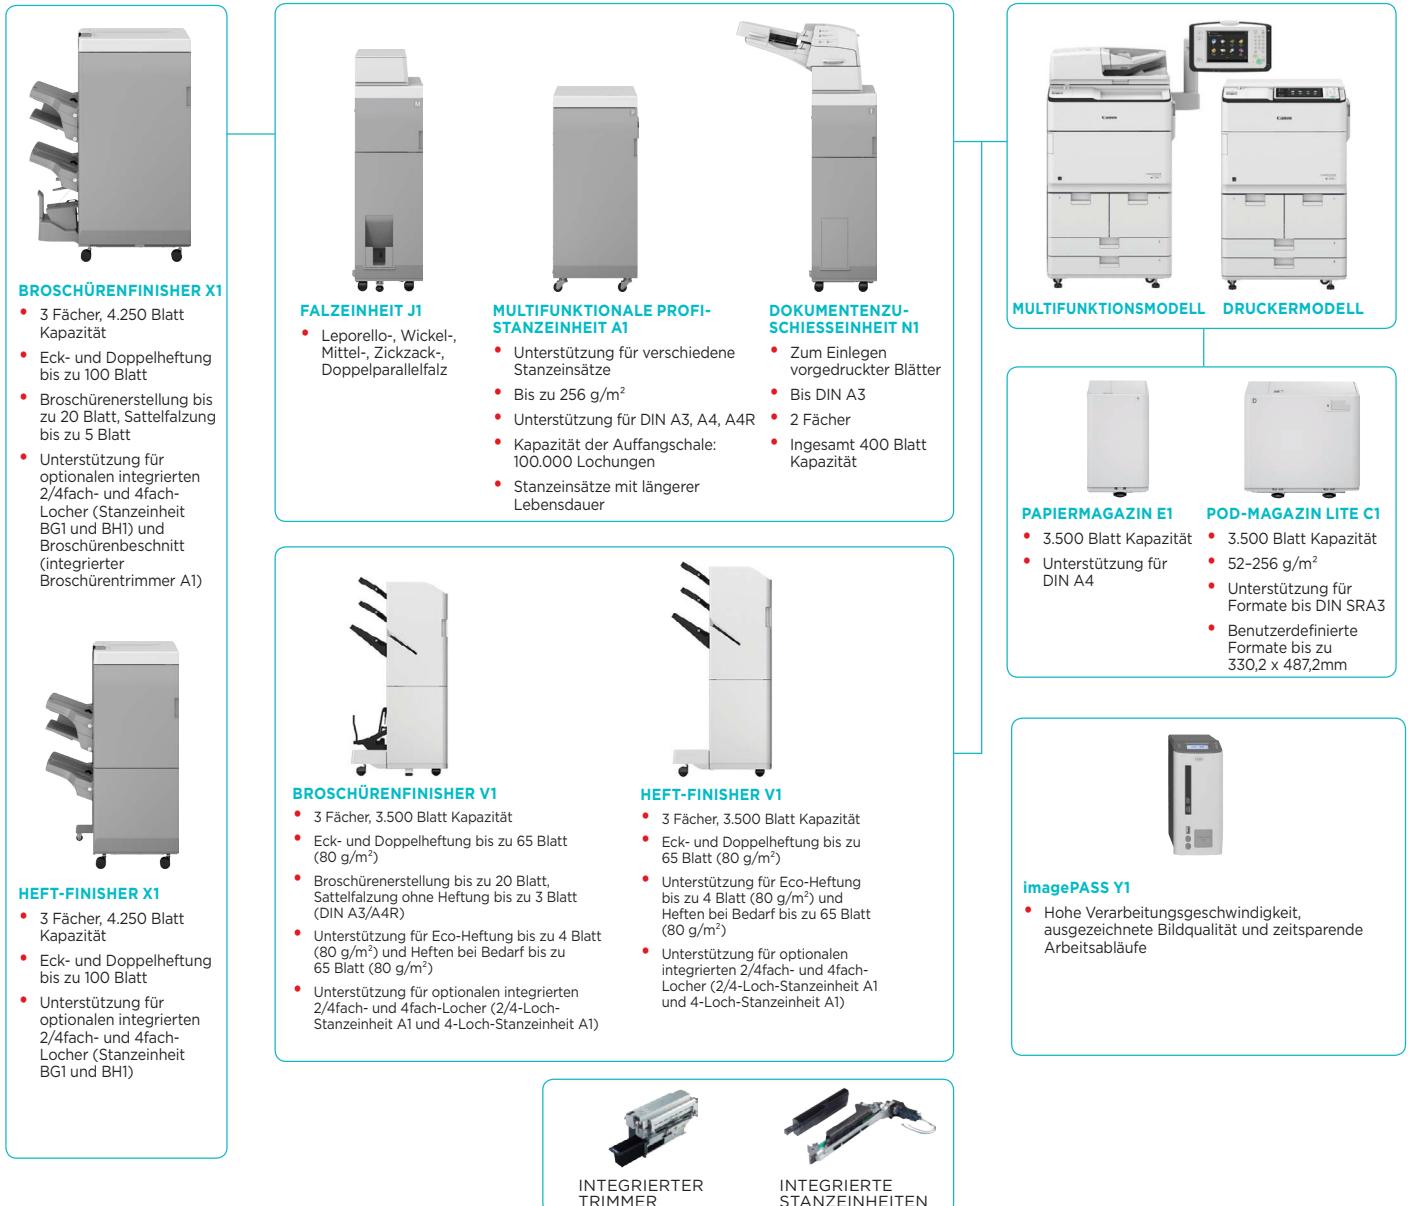 BROSCHÜRENFINISHER X1
• 3 Fächer, 4.250 Blatt
Kapazität
• Eck- und Doppelheftung
bis zu 100 Blatt
• Broschürenerstellung bis
zu 20 Blatt, Sattelfalzung
bis zu 5 Blatt
• Unterstützung für
optionalen integrierten
2/4fach- und 4fach-
Locher (Stanzeinheit
BG1 und BH1) und
Broschürenbeschnitt
(integrierter
Broschürentrimmer A1)
HEFT-FINISHER X1
• 3 Fächer, 4.250 Blatt
Kapazität
• Eck- und Doppelheftung
bis zu 100 Blatt
• Unterstützung für
optionalen integrierten
2/4fach- und 4fach-
Locher (Stanzeinheit
BG1 und BH1)
FALZEINHEIT J1
• Leporello-, Wickel-,
Mittel-, Zickzack-,
Doppelparallelfalz
MULTIFUNKTIONALE PROFI-
STANZEINHEIT A1
• Unterstützung für verschiedene
Stanzeinsätze
• Bis zu 256 g/m²
• Unterstützung für DIN A3, A4, A4R
• Kapazität der Auffangschale:
100.000 Lochungen
• Stanzeinsätze mit längerer
Lebensdauer
DOKUMENTENZU-
SCHIESSEINHEIT N1
• Zum Einlegen
vorgedruckter Blätter
• Bis DIN A3
• 2 Fächer
• Ingesamt 400 Blatt
Kapazität
BROSCHÜRENFINISHER V1
• 3 Fächer, 3.500 Blatt Kapazität
• Eck- und Doppelheftung bis zu 65 Blatt
(80 g/m²)
• Broschürenerstellung bis zu 20 Blatt,
Sattelfalzung ohne Heftung bis zu 3 Blatt
(DIN A3/A4R)
• Unterstützung für Eco-Heftung bis zu 4 Blatt
(80 g/m²) und Heften bei Bedarf bis zu
65 Blatt (80 g/m²)
• Unterstützung für optionalen integrierten
2/4fach- und 4fach-Locher (2/4-Loch-
Stanzeinheit A1 und 4-Loch-Stanzeinheit A1)
HEFT-FINISHER V1
• 3 Fächer, 3.500 Blatt Kapazität
• Eck- und Doppelheftung bis zu
65 Blatt (80 g/m²)
• Unterstützung für Eco-Heftung
bis zu 4 Blatt (80 g/m²) und
Heften bei Bedarf bis zu 65 Blatt
(80 g/m²)
• Unterstützung für optionalen
integrierten 2/4fach- und 4fach-
Locher (2/4-Loch-Stanzeinheit A1
und 4-Loch-Stanzeinheit A1)
INTEGRIERTER
TRIMMER
INTEGRIERTE
STANZEINHEITEN
Canon
Canon
MULTIFUNKTIONSMODELL
DRUCKERMODELL
PAPIERMAGAZIN E1
• 3.500 Blatt Kapazität
• Unterstützung für
DIN A4
POD-MAGAZIN LITE C1
• 3.500 Blatt Kapazität
• 52–256 g/m²
• Unterstützung für
Formate bis DIN SRA3
• Benutzerdefinierte
Formate bis zu
330,2 x 487,2mm
imagePASS Y1
• Hohe Verarbeitungsgeschwindigkeit,
ausgezeichnete Bildqualität und zeitsparende
Arbeitsabläufe